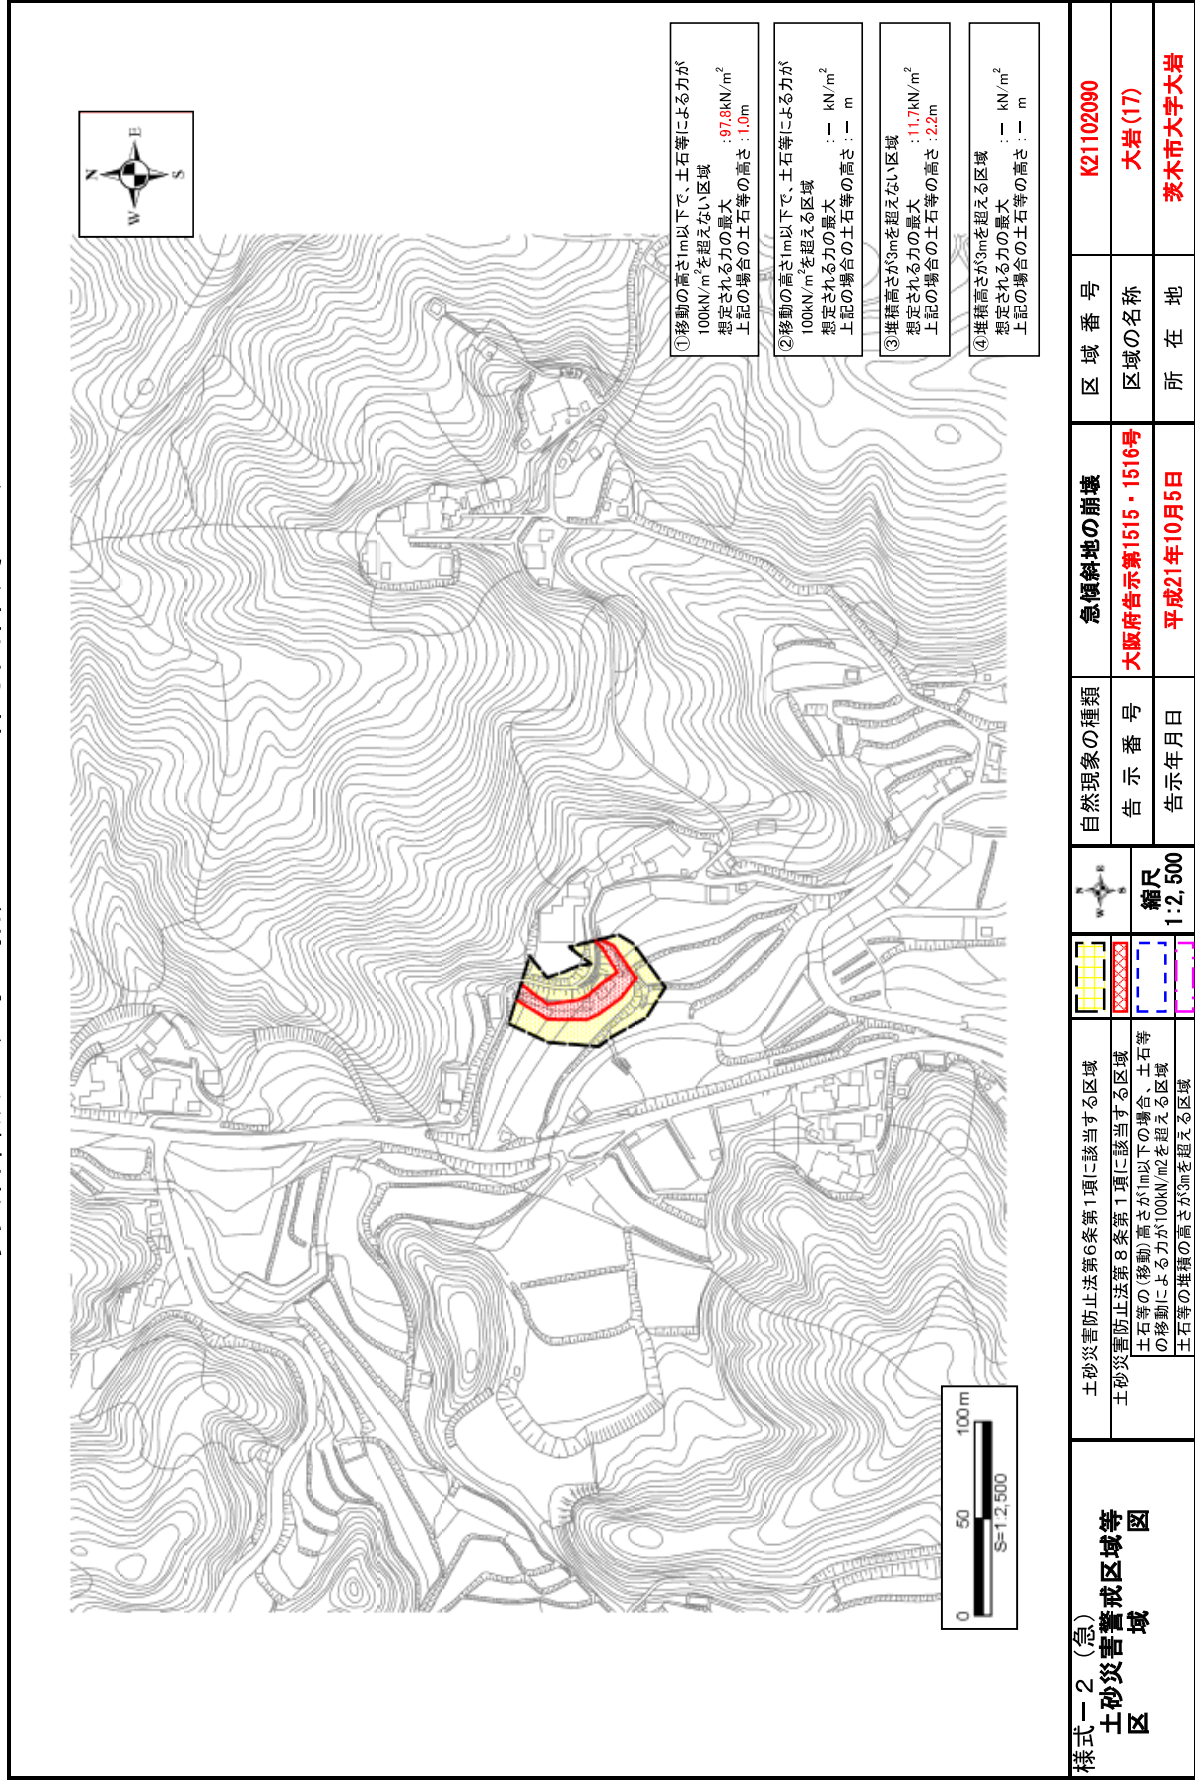 N
W
E
S
①移動の高さ1m以下で、土石等による力が
100kN/m²を超えない区域
想定される力の最大 :97.8kN/m²
上記の場合の土石等の高さ:1.0m
②移動の高さ1m以下で、土石等による力が
100kN/m²を超える区域
想定される力の最大 :ー kN/m²
上記の場合の土石等の高さ:ー m
③堆積高さが3mを超えない区域
想定される力の最大 :11.7kN/m²
上記の場合の土石等の高さ:2.2m
④堆積高さが3mを超える区域
想定される力の最大 :ー kN/m²
上記の場合の土石等の高さ:ー m
0 50 100m
S=1:2,500
様式ー2（急）
土砂災害警戒区域等
区域図
土砂災害防止法第6条第1項に該当する区域
土砂災害防止法第8条第1項に該当する区域
土石等の(移動)高さが1m以下の場合、土石等
の移動による力が100kN/m2を超える区域
土石等の堆積の高さが3mを超える区域
N
W
E
S
縮尺
1:2,500
自然現象の種類 急傾斜地の崩壊
告示番号 大阪府告示第1515・1516号
告示年月日 平成21年10月5日
区域番号 K21102090
区域の名称 大岩(17)
所在地 茨木市大字大岩